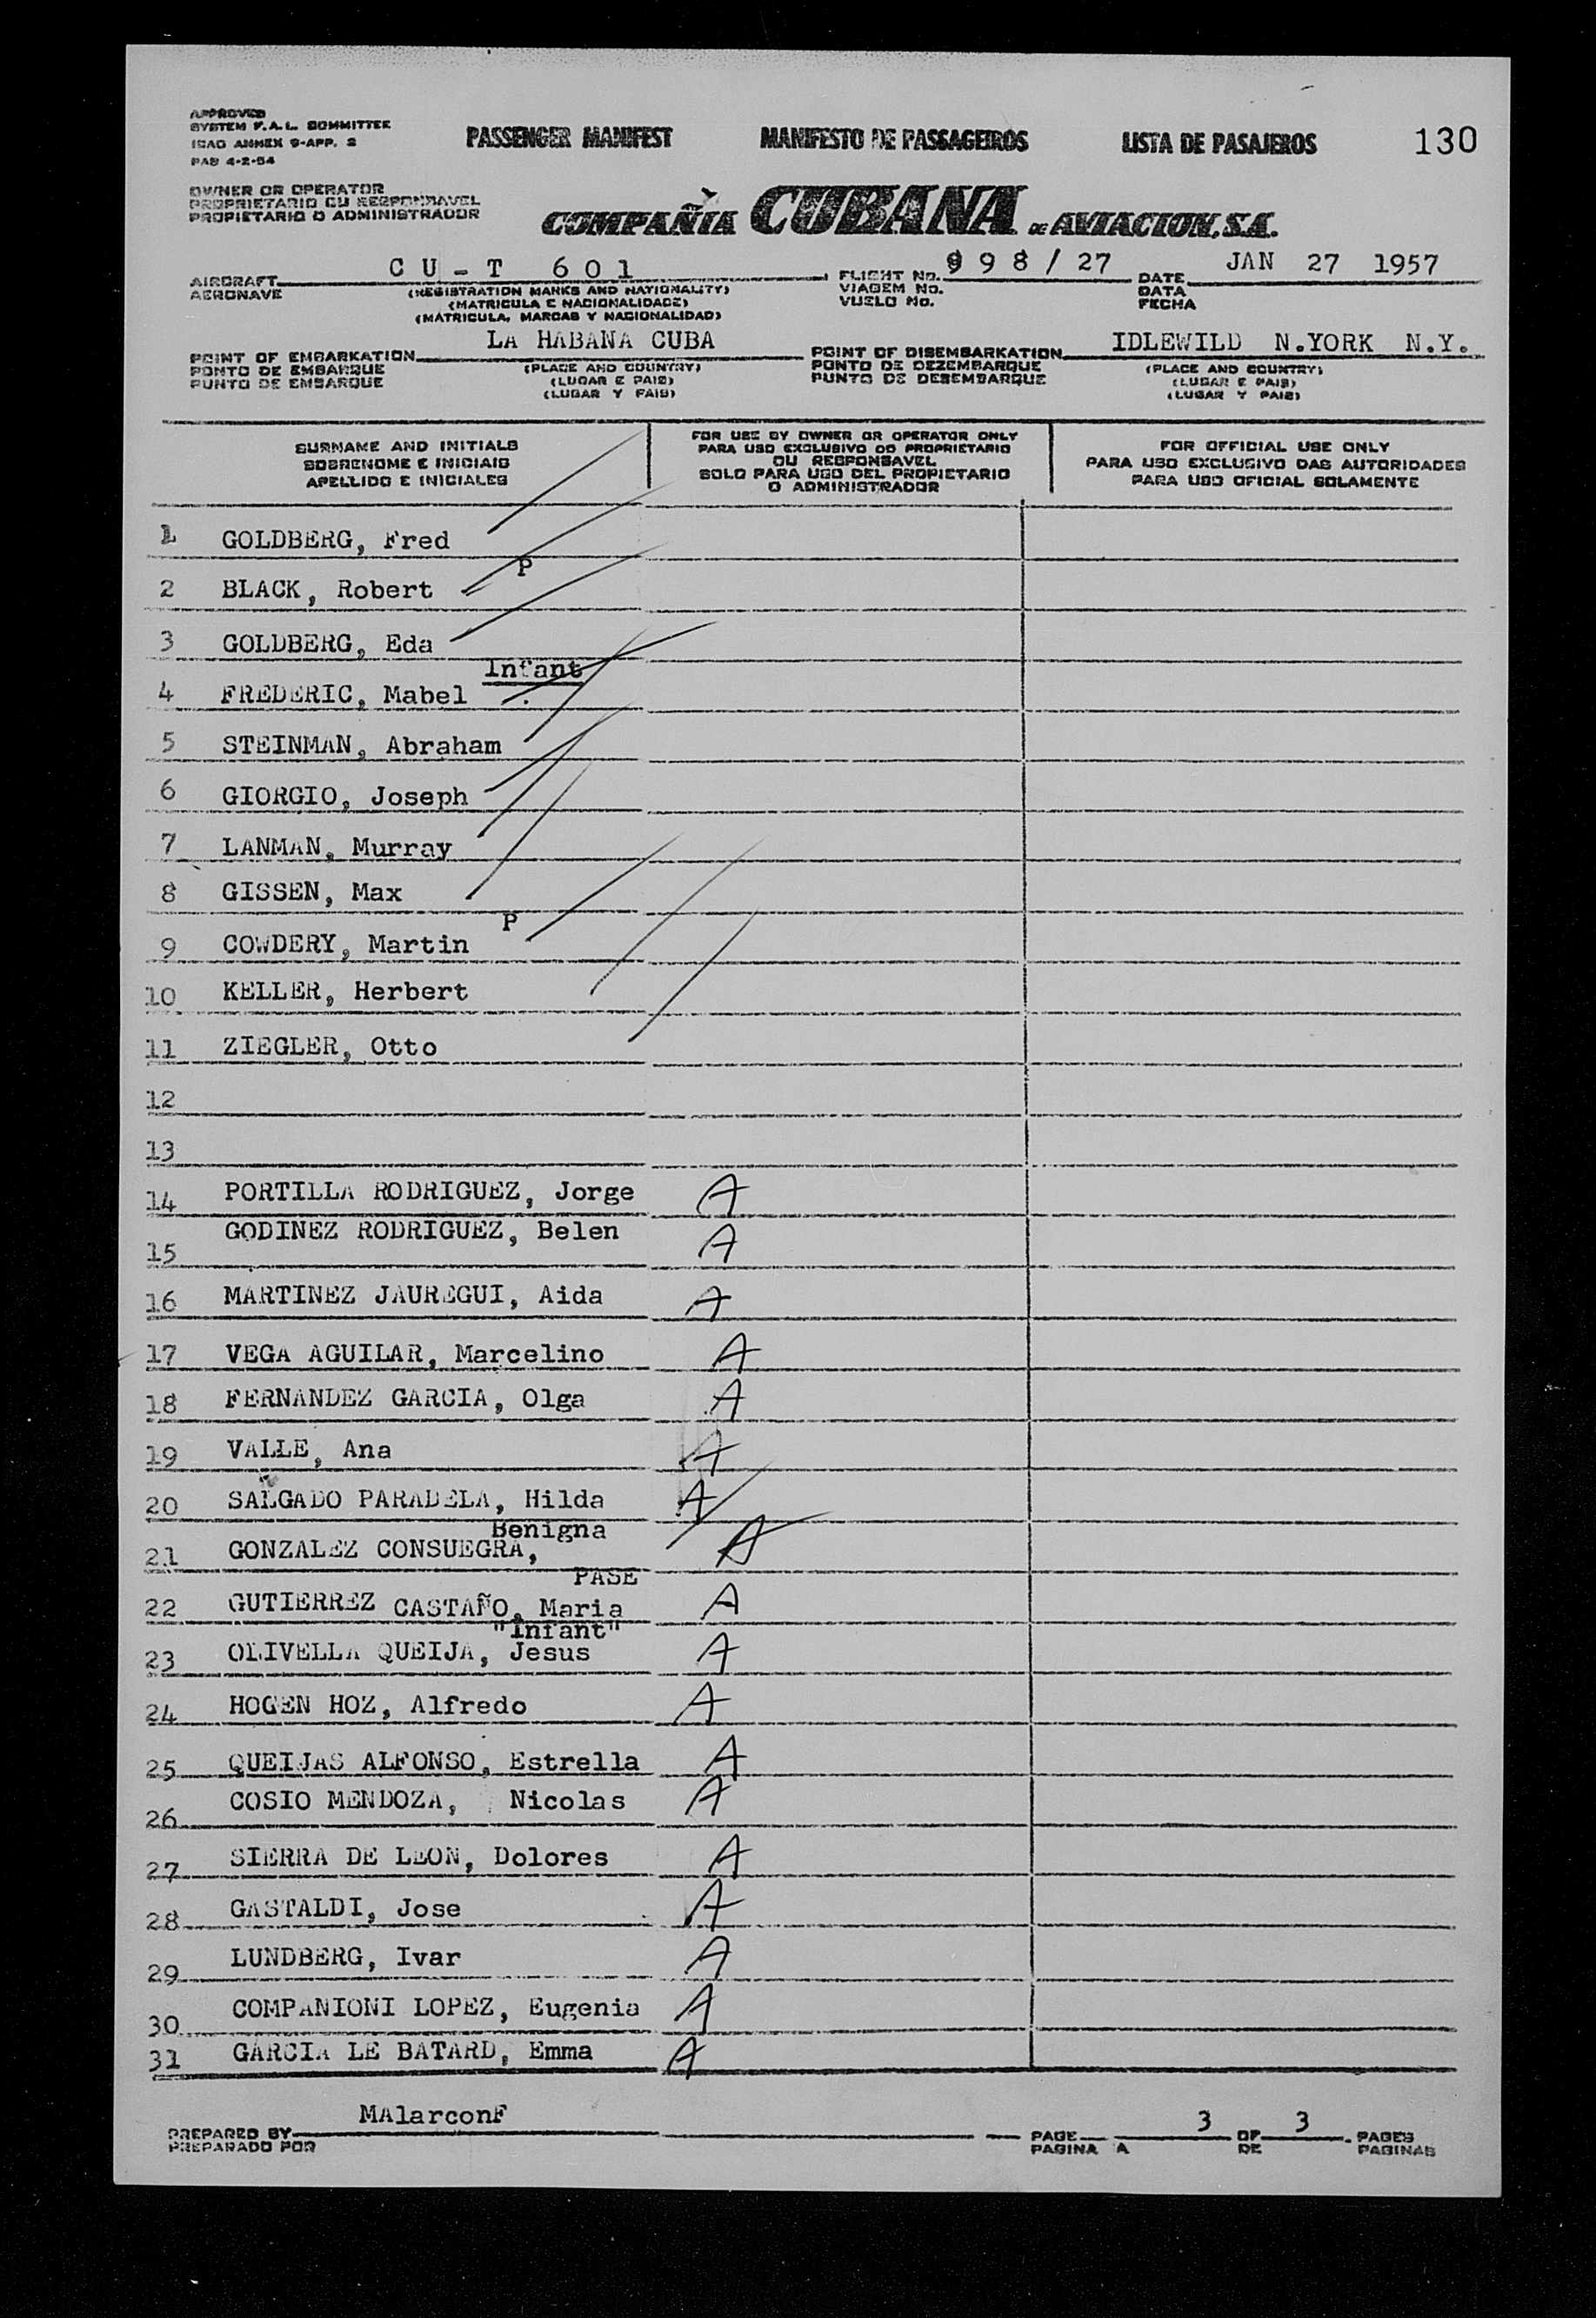 APPROVED
SYSTEM F.A.L. COMMITTEE
ICAO ANNEX 9-APP. 2
PAB 4-2-54
PASSENGER MANIFEST MANIFESTO DE PASSAGEIROS LISTA DE PASAJEROS 130
OWNER OR OPERATOR
PROPRIETARIO OU RESPONSAVEL
PROPIETARIO O ADMINISTRADOR
COMPAÑIA CUBANA DE AVIACION, S.A.
AIRCRAFT CU-T 601 FLIGHT No. 998/27 DATE JAN 27 1957
AERONAVE (REGISTRATION MARKS AND NATIONALITY) VIAGEM No. DATA
(MATRICULA E NACIONALIDADE) VUELO No. FECHA
(MATRICULA, MARCAS Y NACIONALIDAD)
POINT OF EMBARKATION LA HABANA CUBA POINT OF DISEMBARKATION IDLEWILD N.YORK N.Y.
PONTO DE EMBARQUE (PLACE AND COUNTRY) PONTO DE DEZEMBARQUE (PLACE AND COUNTRY)
PUNTO DE EMBARQUE (LUGAR E PAIS) PUNTO DE DESEMBARQUE (LUGAR E PAIS)
(LUGAR Y PAIS) (LUGAR Y PAIS)
SURNAME AND INITIALS
SOBRENOME E INICIAIS
APELLIDO E INICIALES
FOR USE BY OWNER OR OPERATOR ONLY
PARA USO EXCLUSIVO DO PROPRIETARIO
OU RESPONSAVEL
SOLO PARA USO DEL PROPIETARIO
O ADMINISTRADOR
FOR OFFICIAL USE ONLY
PARA USO EXCLUSIVO DAS AUTORIDADES
PARA USO OFICIAL SOLAMENTE
1 GOLDBERG, Fred
P
2 BLACK, Robert
3 GOLDBERG, Eda
Infant
4 FREDERIC, Mabel
5 STEINMAN, Abraham
6 GIORGIO, Joseph
7 LANMAN, Murray
8 GISSEN, Max
P
9 COWDERY, Martin
10 KELLER, Herbert
11 ZIEGLER, Otto
12
13
14 PORTILLA RODRIGUEZ, Jorge A
15 GODINEZ RODRIGUEZ, Belen A
16 MARTINEZ JAUREGUI, Aida A
17 VEGA AGUILAR, Marcelino A
18 FERNANDEZ GARCIA, Olga A
19 VALLE, Ana A
20 SALGADO PARADELA, Hilda A
Benigna
21 GONZALEZ CONSUEGRA, A
PASE
22 GUTIERREZ CASTAÑO, Maria A
"Infant"
23 OLIVELLA QUEIJA, Jesus A
24 HOGEN HOZ, Alfredo A
25 QUEIJAS ALFONSO, Estrella A
26 COSIO MENDOZA, Nicolas A
27 SIERRA DE LEON, Dolores A
28 GASTALDI, Jose A
29 LUNDBERG, Ivar A
30 COMPANIONI LOPEZ, Eugenia A
31 GARCIA LE BATARD, Emma A
PREPARED BY MAlarconF PAGE 3 OF 3 PAGES
PREPARADO POR PAGINA A DE PAGINAS